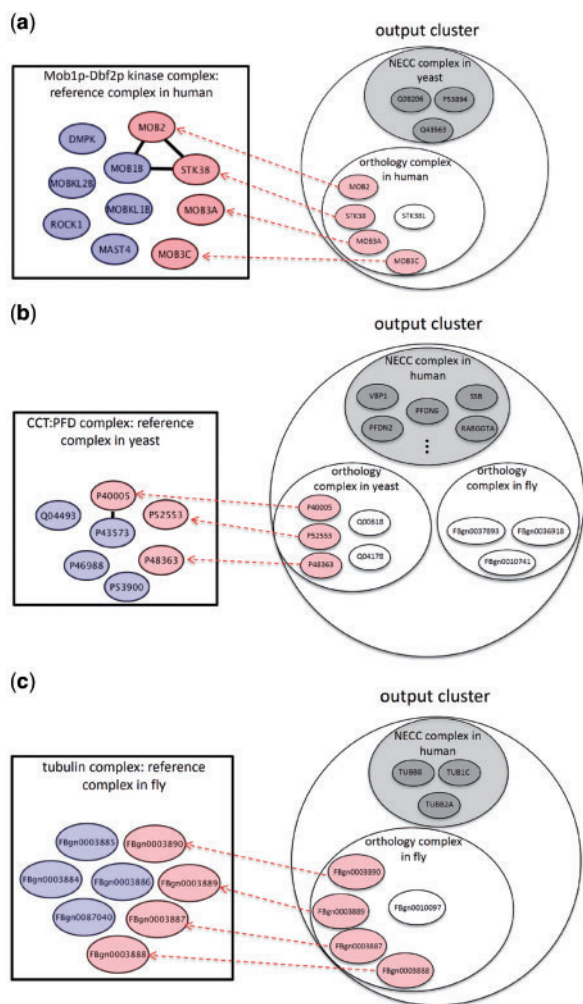 (a)
output cluster
Mob1p-Dbf2p kinase complex:
reference complex in human
NECC complex in
yeast
Q08206
P53894
Q43563
MOB2
DMPK
MOB1B
STK38
MOBKL2B
MOBKL1B
MOB3A
ROCK1
MAST4
MOB3C
orthology complex
in human
MOB2
STK38
STK38L
MOB3A
MOB3C
(b)
output cluster
NECC complex in
human
VBP1
SSB
PFDN6
PFDN2
RABGGTA
CCT:PFD complex: reference
complex in yeast
P40005
Q04493
P52553
P43573
P46988
P48363
P53900
orthology
complex in yeast
P40005
Q00818
P52553
Q04178
P48363
orthology
complex in fly
FBgn0037893
FBgn0036918
FBgn0010741
(c)
output cluster
tubulin complex: reference
complex in fly
NECC complex in
human
TUBB8
TUB1C
TUBB2A
FBgn0003885
FBgn0003890
FBgn0003884
FBgn0003886
FBgn0003889
FBgn0087040
FBgn0003887
FBgn0003888
orthology complex
in fly
FBgn0003890
FBgn0010097
FBgn0003889
FBgn0003887
FBgn0003888